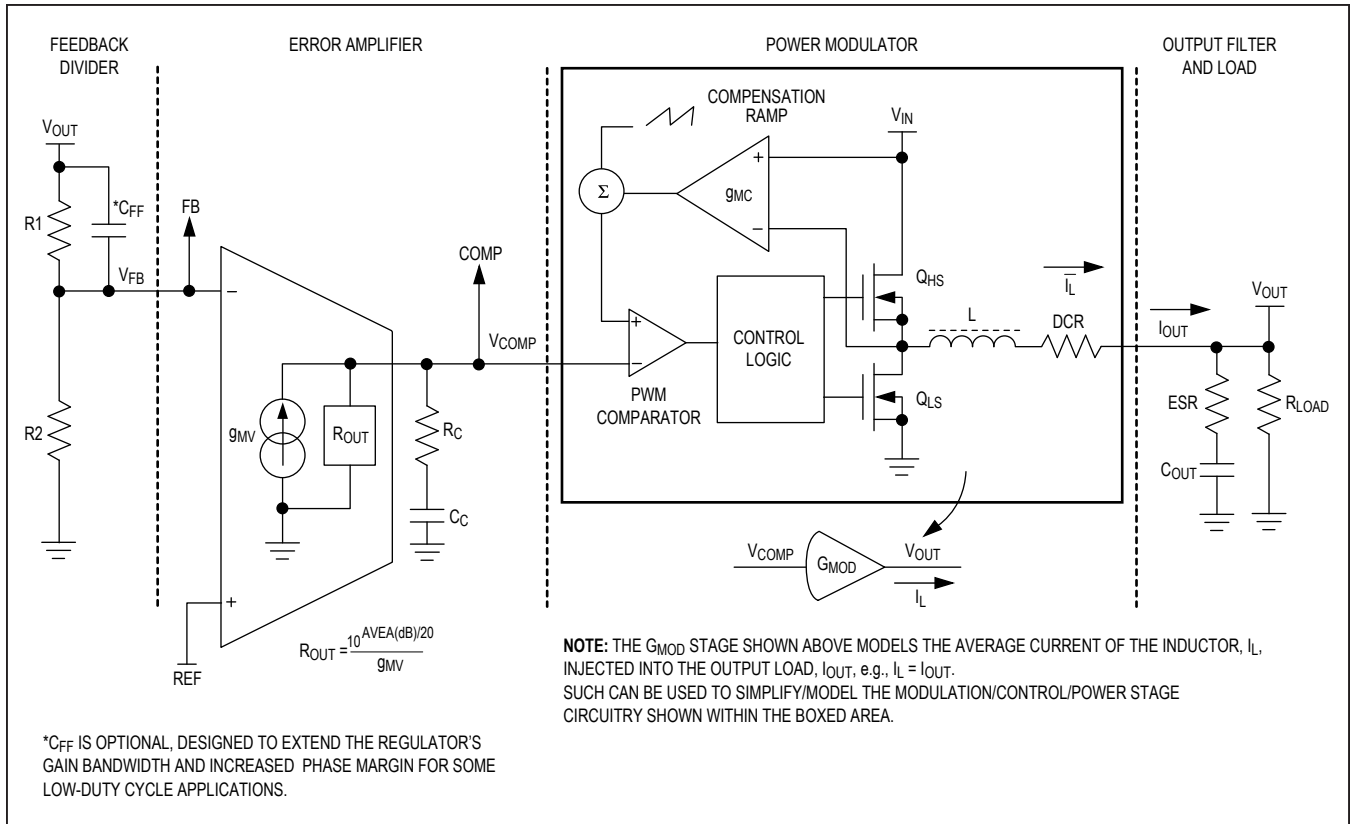 FEEDBACK
DIVIDER
ERROR AMPLIFIER
POWER MODULATOR
OUTPUT FILTER
AND LOAD
COMPENSATION
RAMP
VIN
VOUT
*CFF
R1
FB
VFB
R2
gMV
ROUT
COMP
VCOMP
RC
CC
REF
ROUT = 10^AVEA(dB)/20 / gMV
Σ
gMC
PWM
COMPARATOR
CONTROL
LOGIC
QHS
QLS
IL
L
DCR
IOUT
VOUT
ESR
COUT
RLOAD
VCOMP
GMOD
VOUT
IL
NOTE: THE GMOD STAGE SHOWN ABOVE MODELS THE AVERAGE CURRENT OF THE INDUCTOR, IL,
INJECTED INTO THE OUTPUT LOAD, IOUT, e.g., IL = IOUT.
SUCH CAN BE USED TO SIMPLIFY/MODEL THE MODULATION/CONTROL/POWER STAGE
CIRCUITRY SHOWN WITHIN THE BOXED AREA.
*CFF IS OPTIONAL, DESIGNED TO EXTEND THE REGULATOR'S
GAIN BANDWIDTH AND INCREASED PHASE MARGIN FOR SOME
LOW-DUTY CYCLE APPLICATIONS.